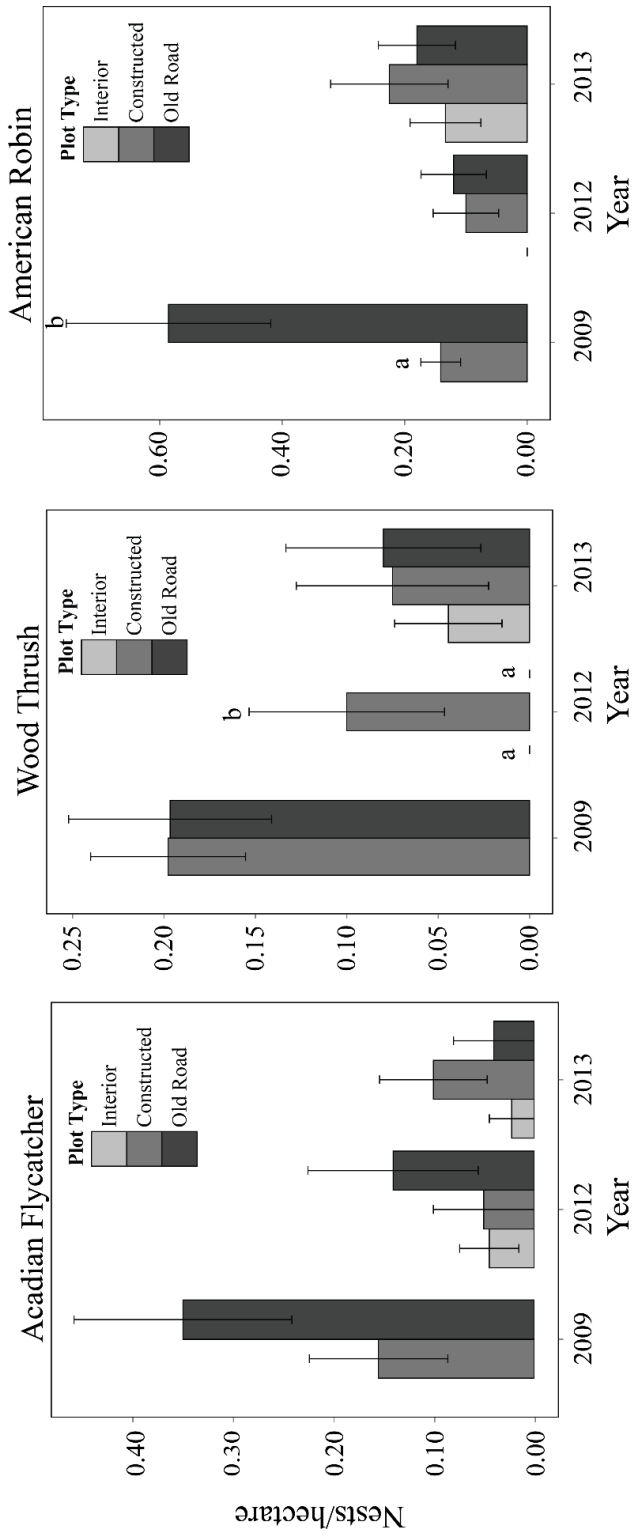 Acadian Flycatcher
Nests/hectare
0.40
0.30
0.20
0.10
0.00
Plot Type
Interior
Constructed
Old Road
2009
2012
2013
Year
Wood Thrush
0.25
0.20
0.15
0.10
0.05
0.00
Plot Type
Interior
Constructed
Old Road
a
b
a
2009
2012
2013
Year
American Robin
0.60
0.40
0.20
0.00
Plot Type
Interior
Constructed
Old Road
a
b
2009
2012
2013
Year